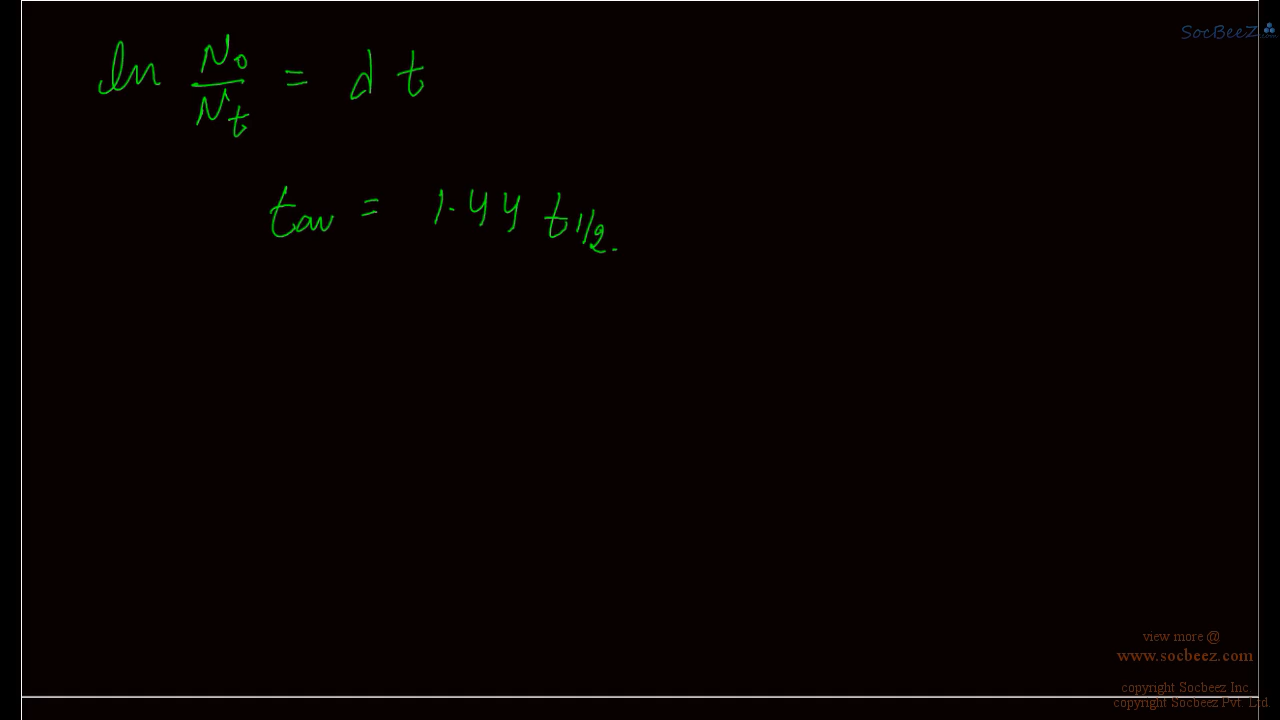 SocBeeZ.com
ln N₀/Nₜ = d t
tav = 1.44 t1/2.
view more @
www.socbeez.com
copyright Socbeez Inc
copyright Socbeez Pvt Ltd